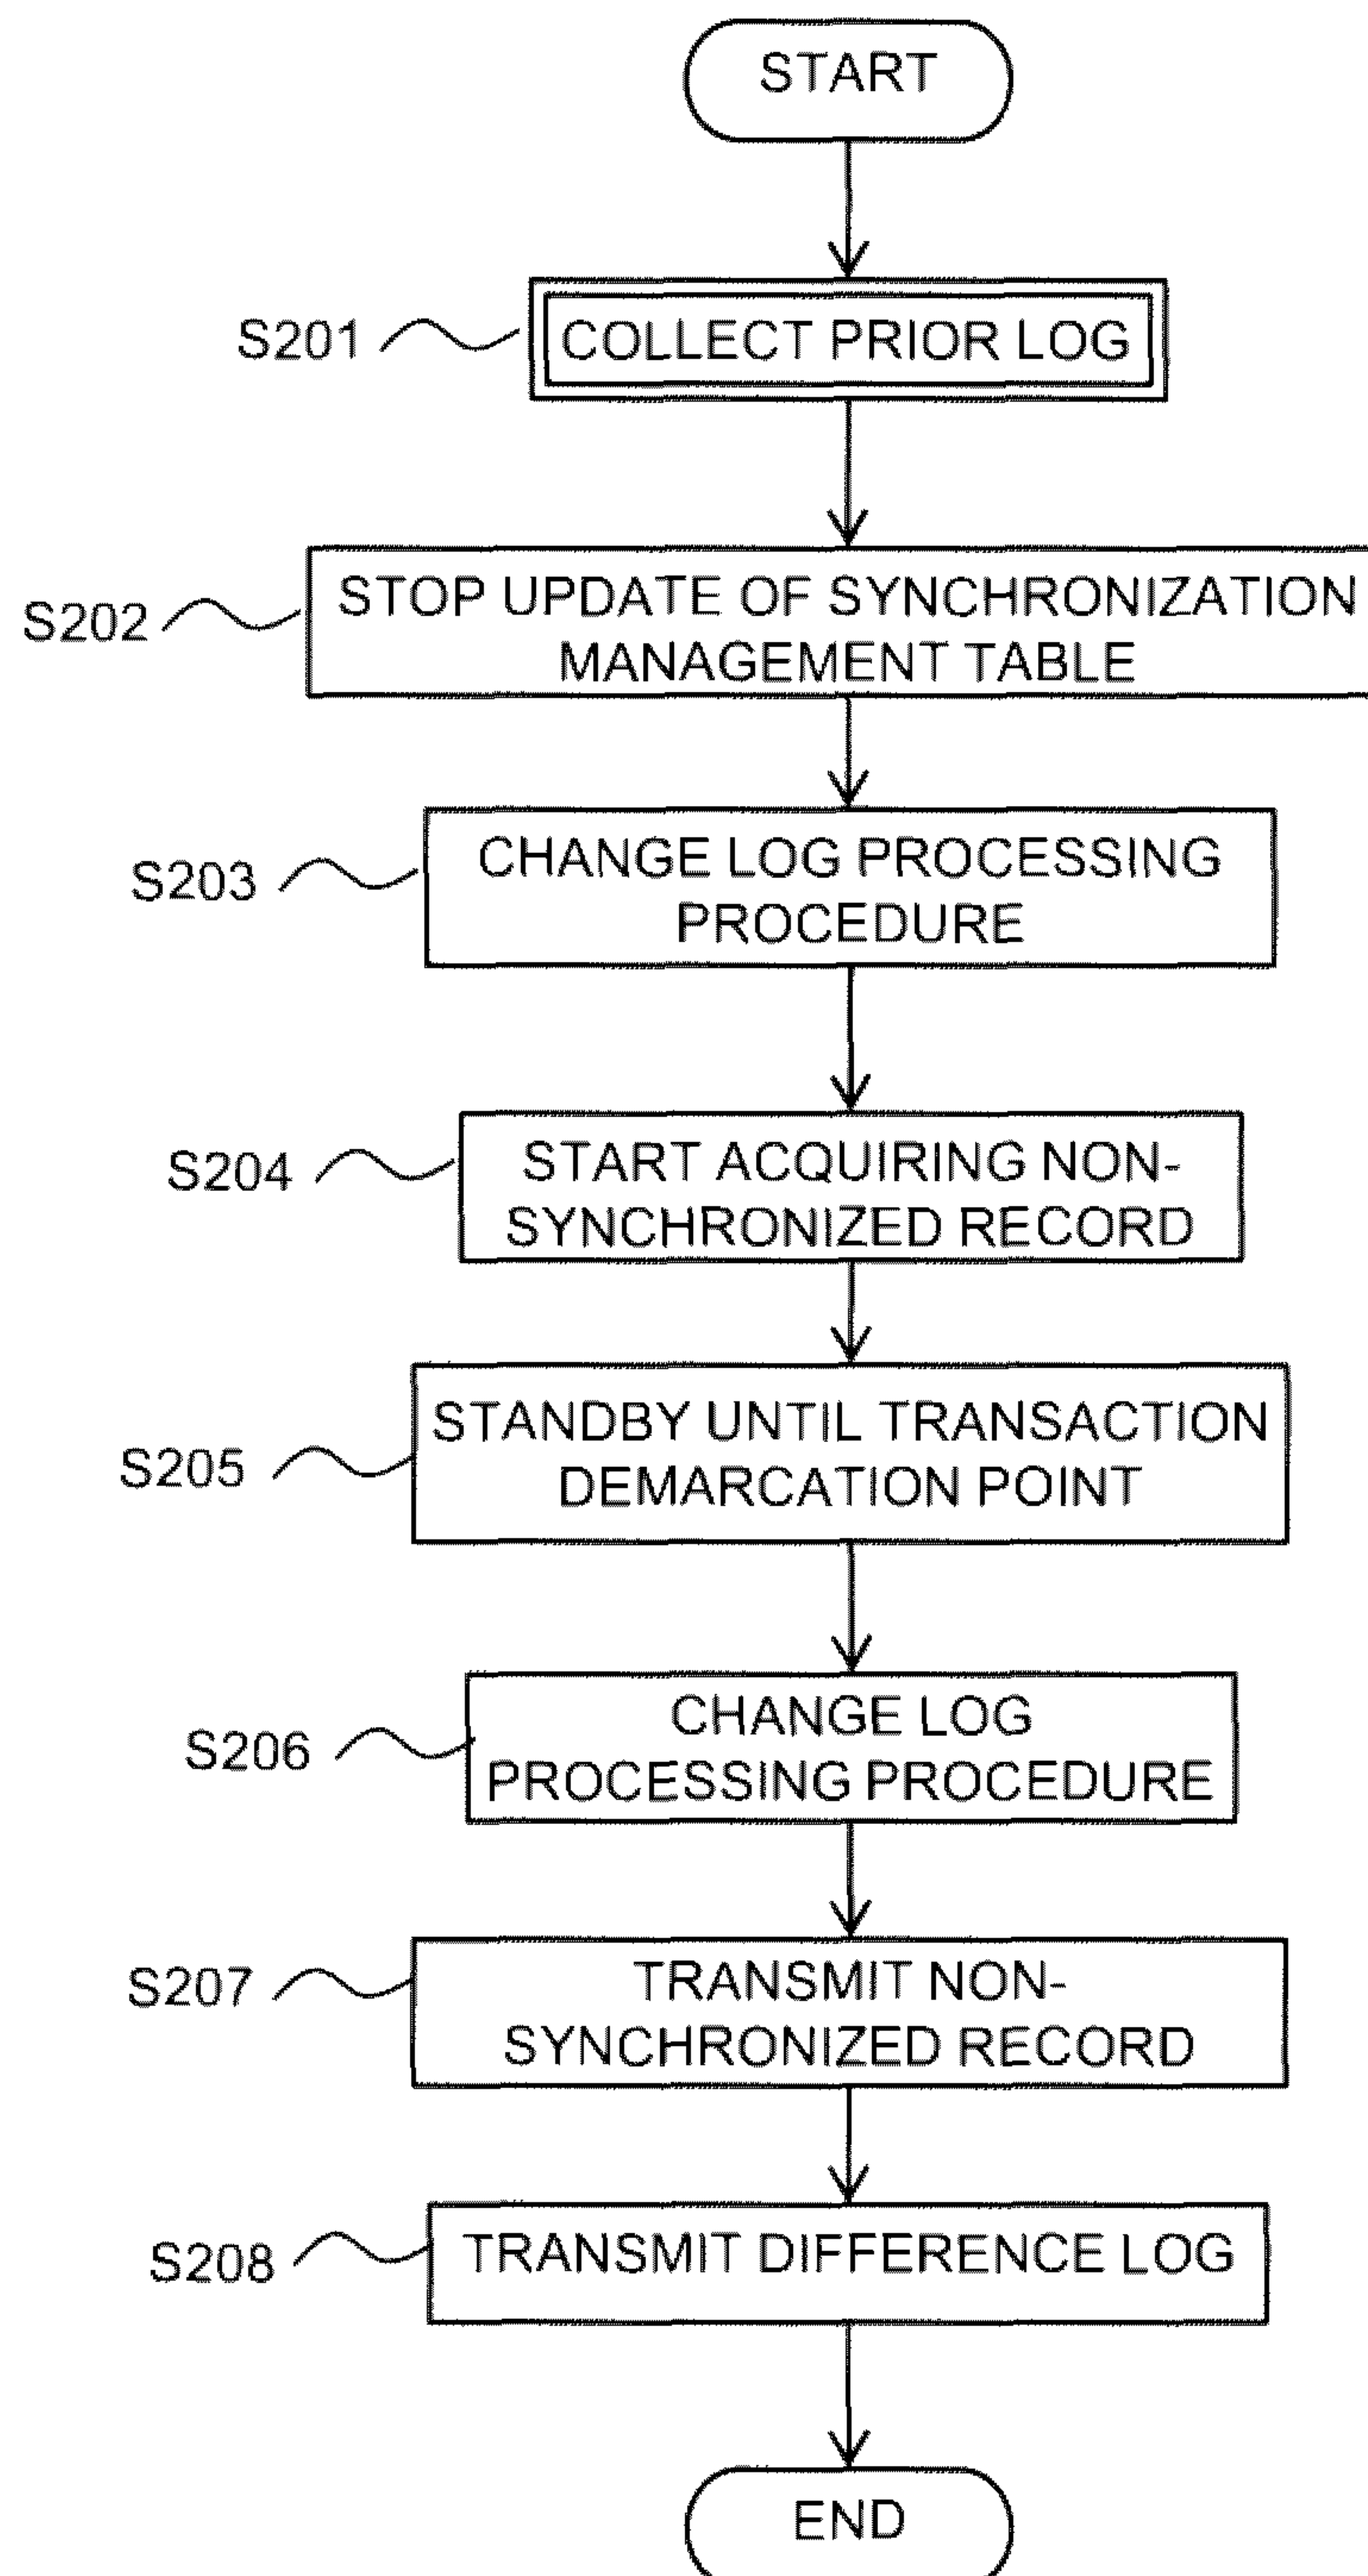 START
S201
COLLECT PRIOR LOG
S202
STOP UPDATE OF SYNCHRONIZATION
MANAGEMENT TABLE
S203
CHANGE LOG PROCESSING
PROCEDURE
S204
START ACQUIRING NON-
SYNCHRONIZED RECORD
S205
STANDBY UNTIL TRANSACTION
DEMARCATION POINT
S206
CHANGE LOG
PROCESSING PROCEDURE
S207
TRANSMIT NON-
SYNCHRONIZED RECORD
S208
TRANSMIT DIFFERENCE LOG
END